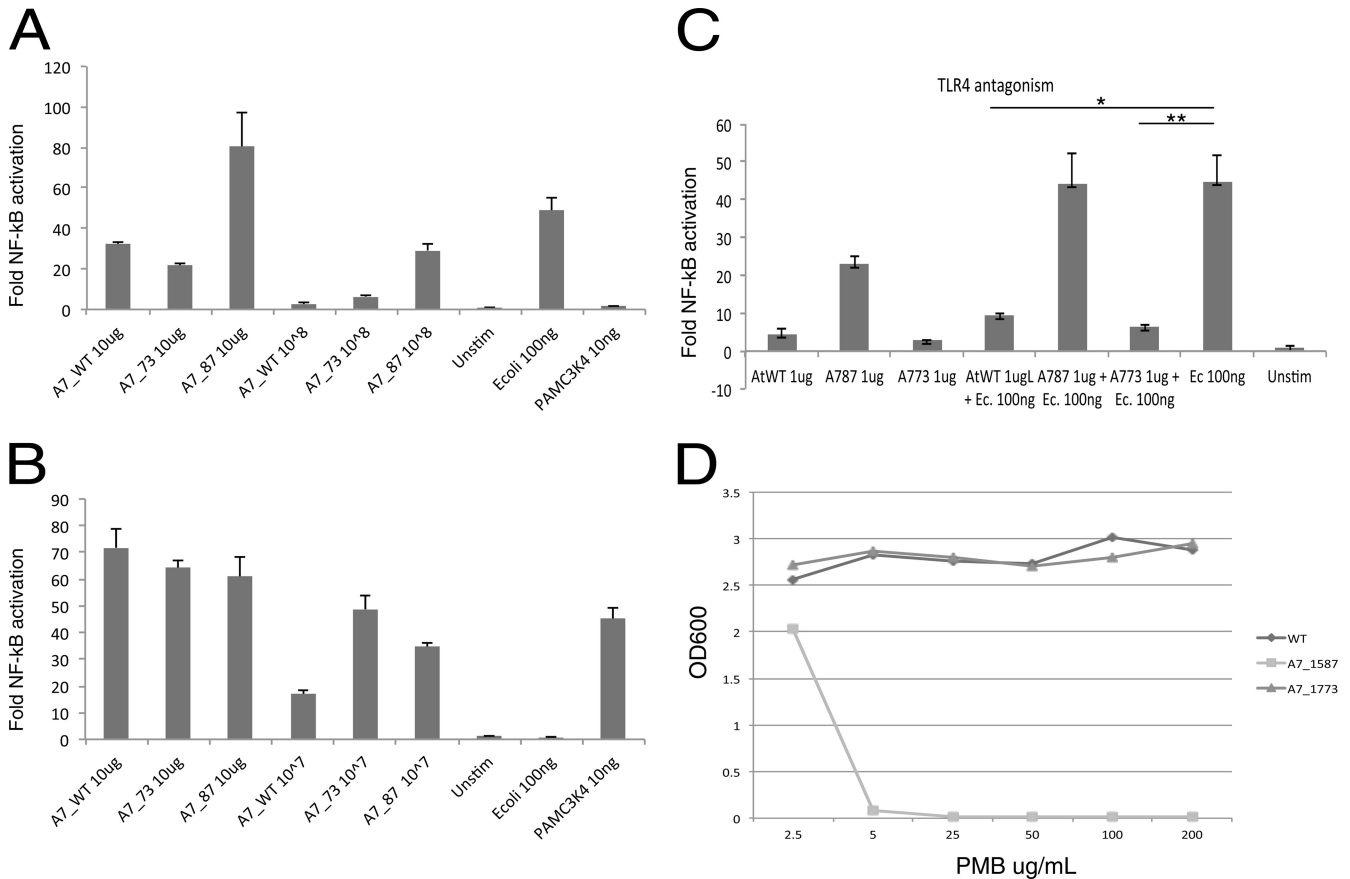 A
120
100
80
60
40
20
0
Fold NF-kB activation
A7_WT 10ug
A7_73 10ug
A7_87 10ug
A7_WT 10^8
A7_73 10^8
A7_87 10^8
Unstim
Ecoli 100ng
PAMC3K4 10ng
B
90
80
70
60
50
40
30
20
10
0
Fold NF-kB activation
A7_WT 10ug
A7_73 10ug
A7_87 10ug
A7_WT 10^7
A7_73 10^7
A7_87 10^7
Unstim
Ecoli 100ng
PAMC3K4 10ng
C
TLR4 antagonism
*
**
60
50
40
30
20
10
0
-10
Fold NF-kB activation
AtWT 1ug
A787 1ug
A773 1ug
AtWT 1ugL
+ Ec. 100ng
A787 1ug +
Ec. 100ng
A773 1ug +
Ec. 100ng
Ec 100ng
Unstim
D
3.5
3
2.5
2
1.5
1
0.5
0
OD600
2.5
5
25
50
100
200
PMB ug/mL
WT
A7_1587
A7_1773